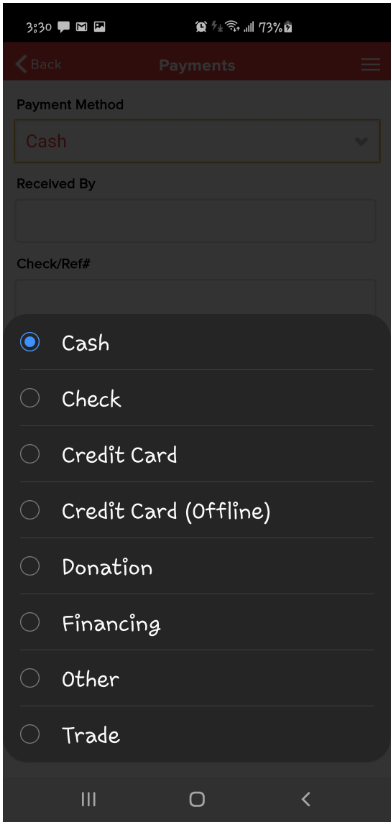 3:30 73%
Back Payments
Payment Method
Cash
Received By
Check/Ref#
Cash
Check
Credit Card
Credit Card (Offline)
Donation
Financing
Other
Trade